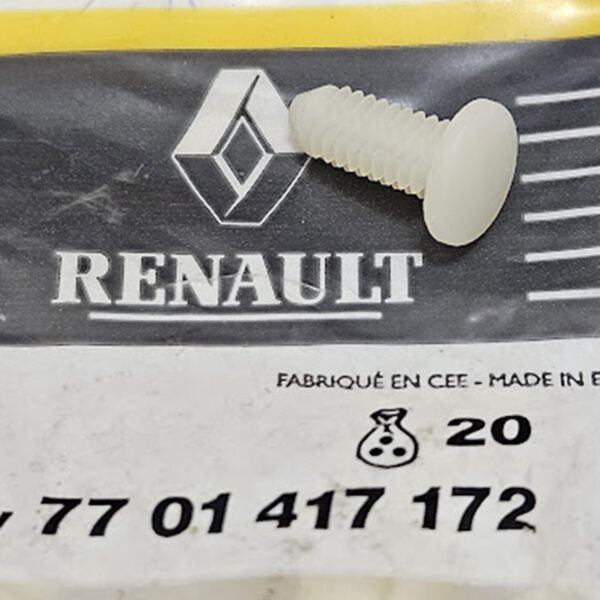 RENAULT
FABRIQUÉ EN CEE - MADE IN E
20
77 01 417 172